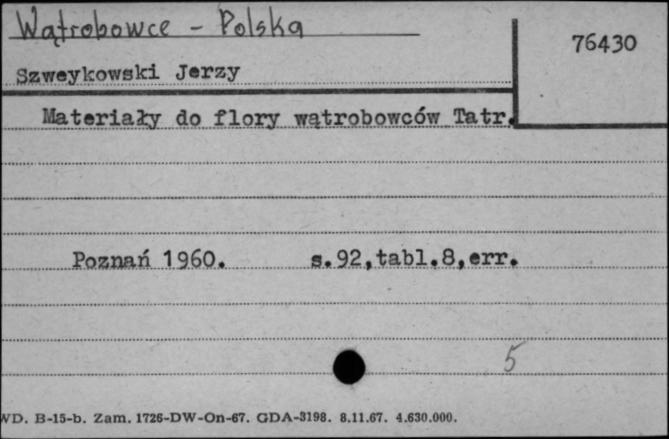 Wątrobowce - Polska
76430
Szweykowski Jerzy
Materiały do flory wątrobowców Tatr.
Poznań 1960. s.92,tabl.8,err.
5
WD. B-15-b. Zam. 1726-DW-On-67. GDA-3198. 8.11.67. 4.630.000.